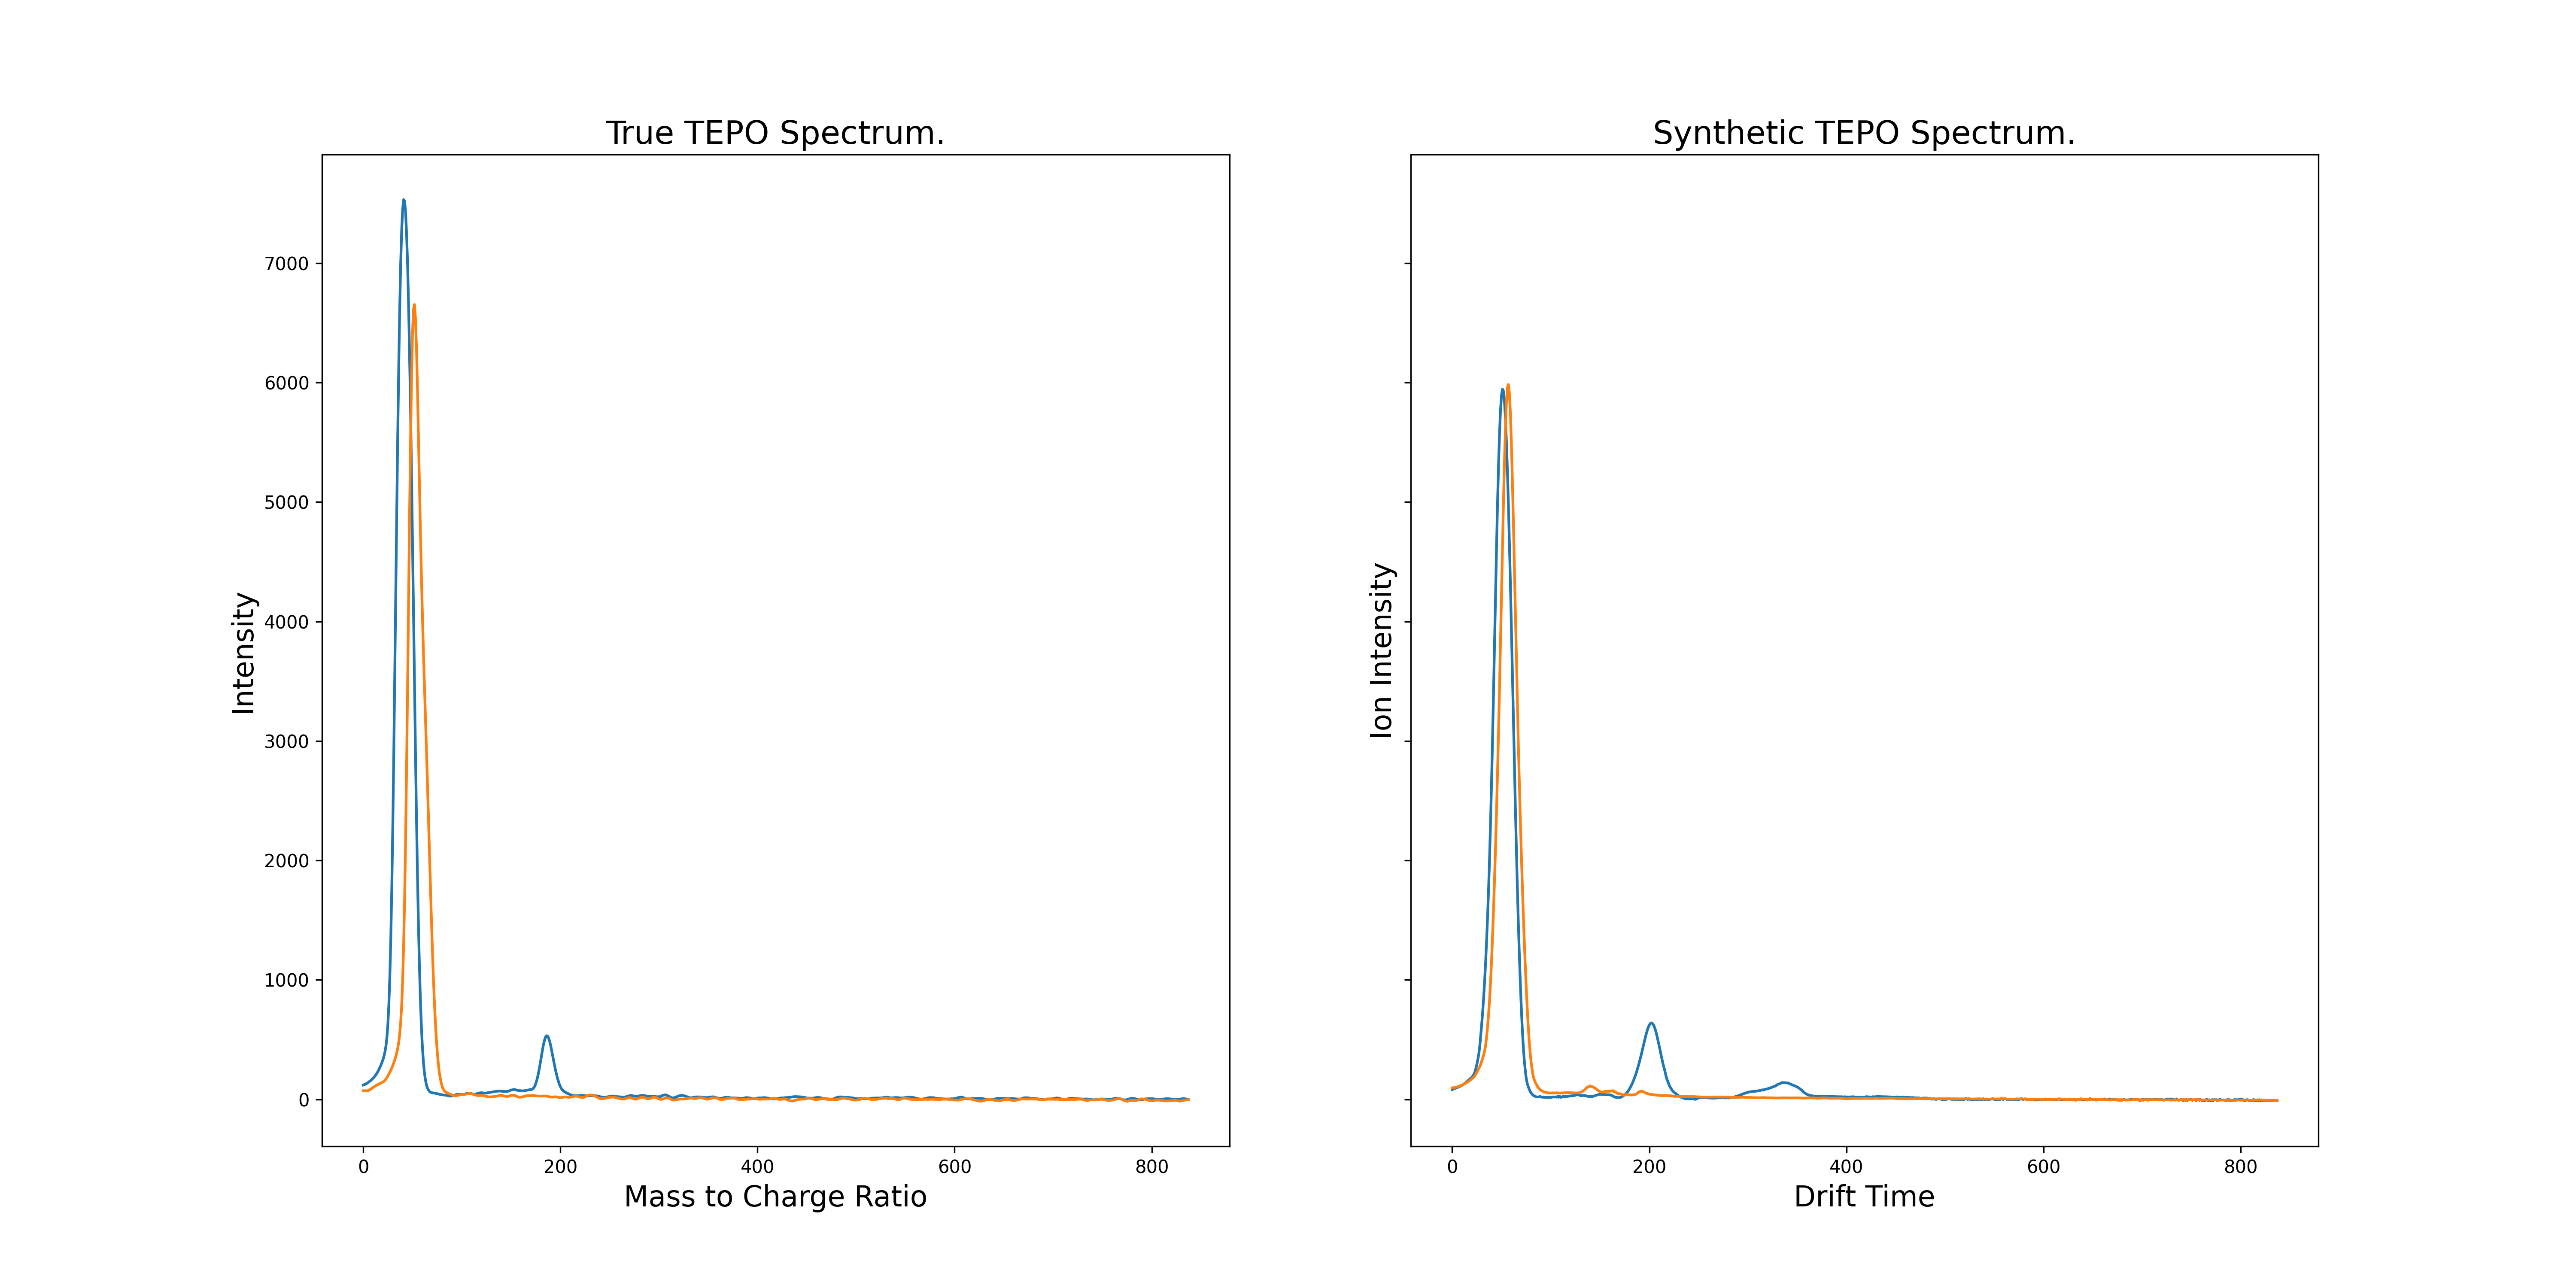 True TEPO Spectrum.
Intensity
7000
6000
5000
4000
3000
2000
1000
0
0 200 400 600 800
Mass to Charge Ratio
Synthetic TEPO Spectrum.
Ion Intensity
0 200 400 600 800
Drift Time